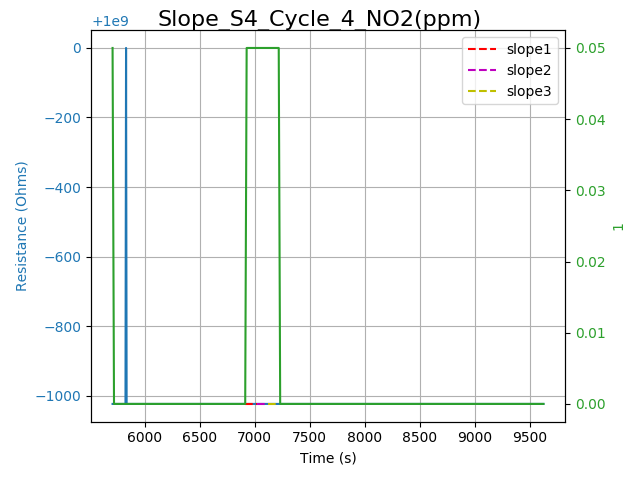 Slope_S4_Cycle_4_NO2(ppm)
+1e9
0
−200
−400
−600
−800
−1000
Resistance (Ohms)
slope1
slope2
slope3
0.05
0.04
0.03
0.02
0.01
0.00
1
6000 6500 7000 7500 8000 8500 9000 9500
Time (s)